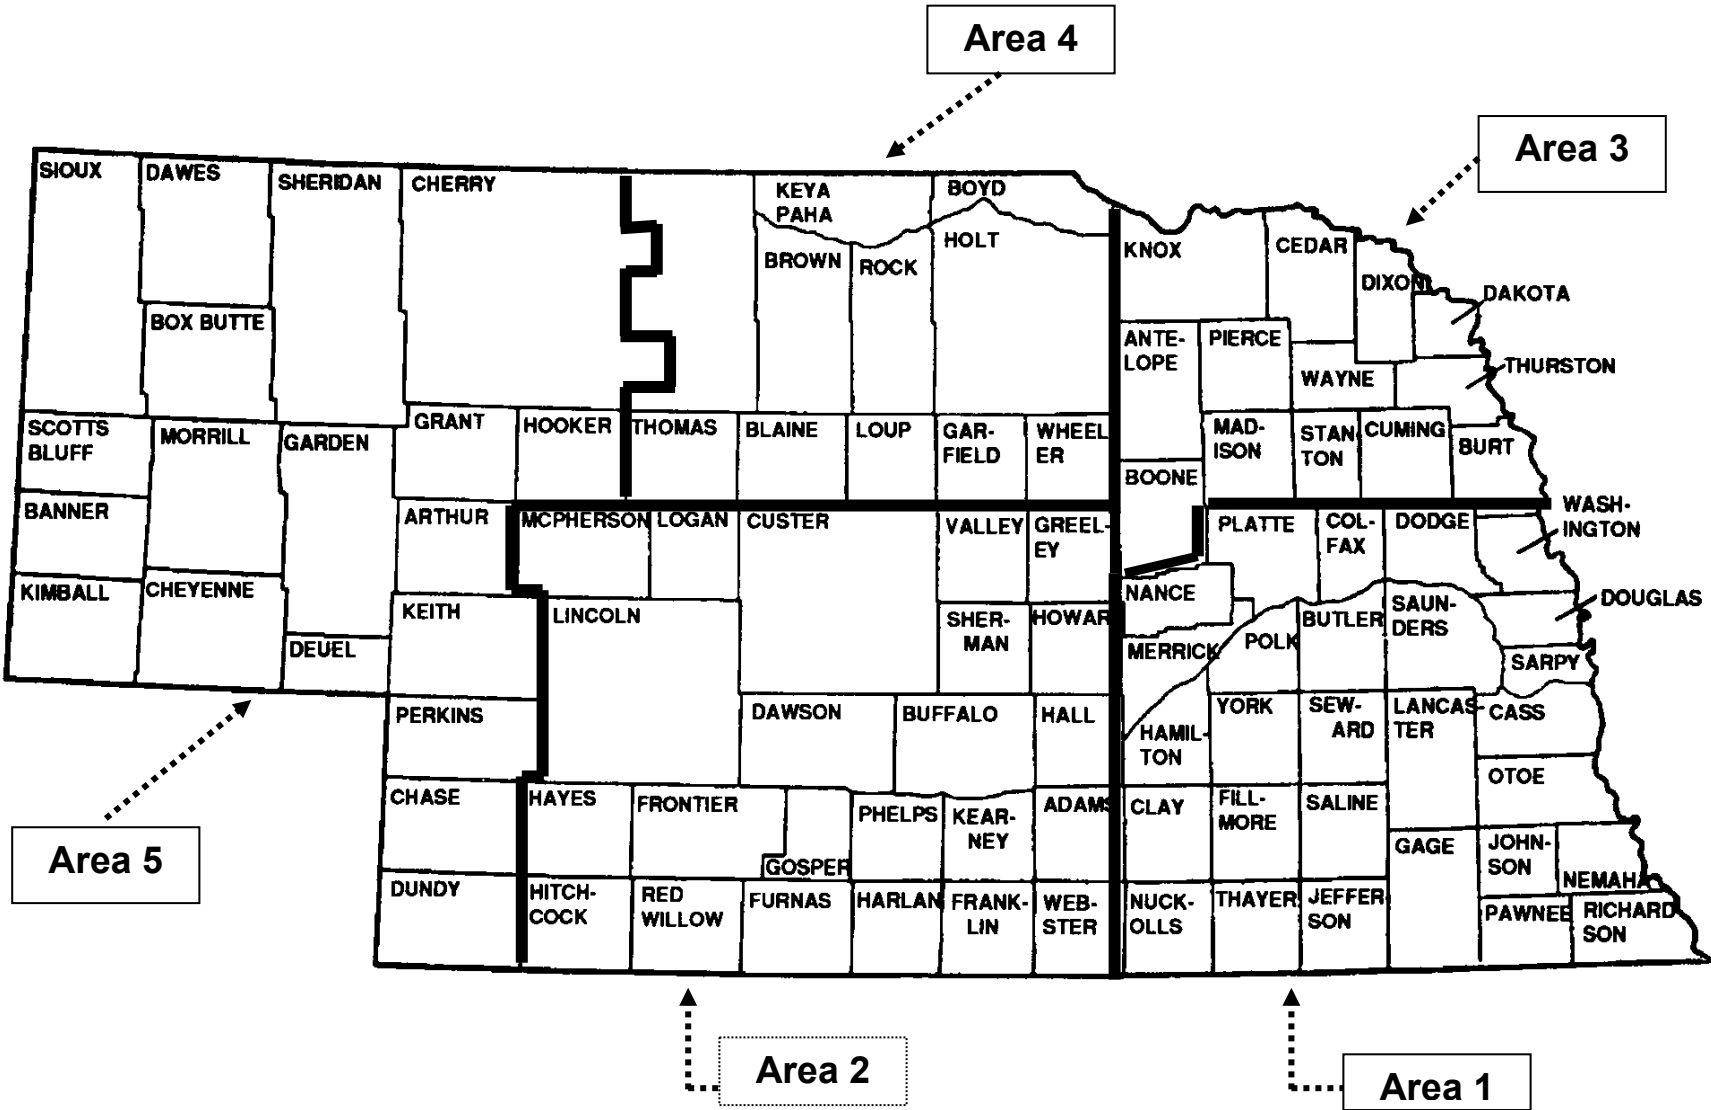 Area 4
Area 3
SIOUX
DAWES
SHERIDAN
CHERRY
KEYA
PAHA
BOYD
BROWN
ROCK
HOLT
KNOX
CEDAR
DIXON
DAKOTA
BOX BUTTE
ANTE-
LOPE
PIERCE
WAYNE
THURSTON
SCOTTS
BLUFF
MORRILL
GARDEN
GRANT
HOOKER
THOMAS
BLAINE
LOUP
GAR-
FIELD
WHEEL
ER
MAD-
ISON
STAN
TON
CUMING
BURT
BOONE
BANNER
ARTHUR
MCPHERSON
LOGAN
CUSTER
VALLEY
GREEL-
EY
PLATTE
COL-
FAX
DODGE
WASH-
INGTON
KIMBALL
CHEYENNE
KEITH
LINCOLN
SHER-
MAN
HOWAR
NANCE
MERRICK
POLK
BUTLER
SAUN-
DERS
DOUGLAS
DEUEL
SARPY
PERKINS
DAWSON
BUFFALO
HALL
HAMIL-
TON
YORK
SEW-
ARD
LANCAS-
TER
CASS
OTOE
CHASE
HAYES
FRONTIER
GOSPER
PHELPS
KEAR-
NEY
ADAMS
CLAY
FILL-
MORE
SALINE
GAGE
JOHN-
SON
NEMAHA
DUNDY
HITCH-
COCK
RED
WILLOW
FURNAS
HARLAN
FRANK-
LIN
WEB-
STER
NUCK-
OLLS
THAYER
JEFFER
SON
PAWNEE
RICHARD
SON
Area 5
Area 2
Area 1